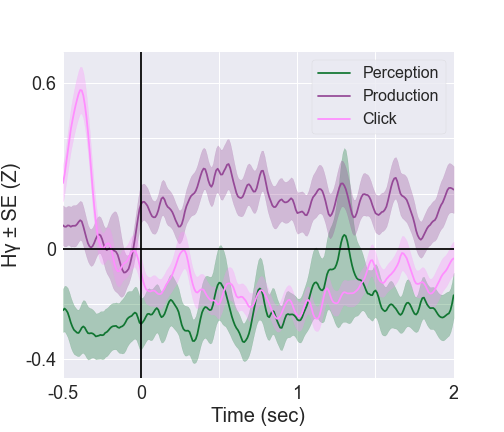 Perception
Production
Click
0.6
0
-0.4
Hγ ± SE (Z)
-0.5
0
1
2
Time (sec)